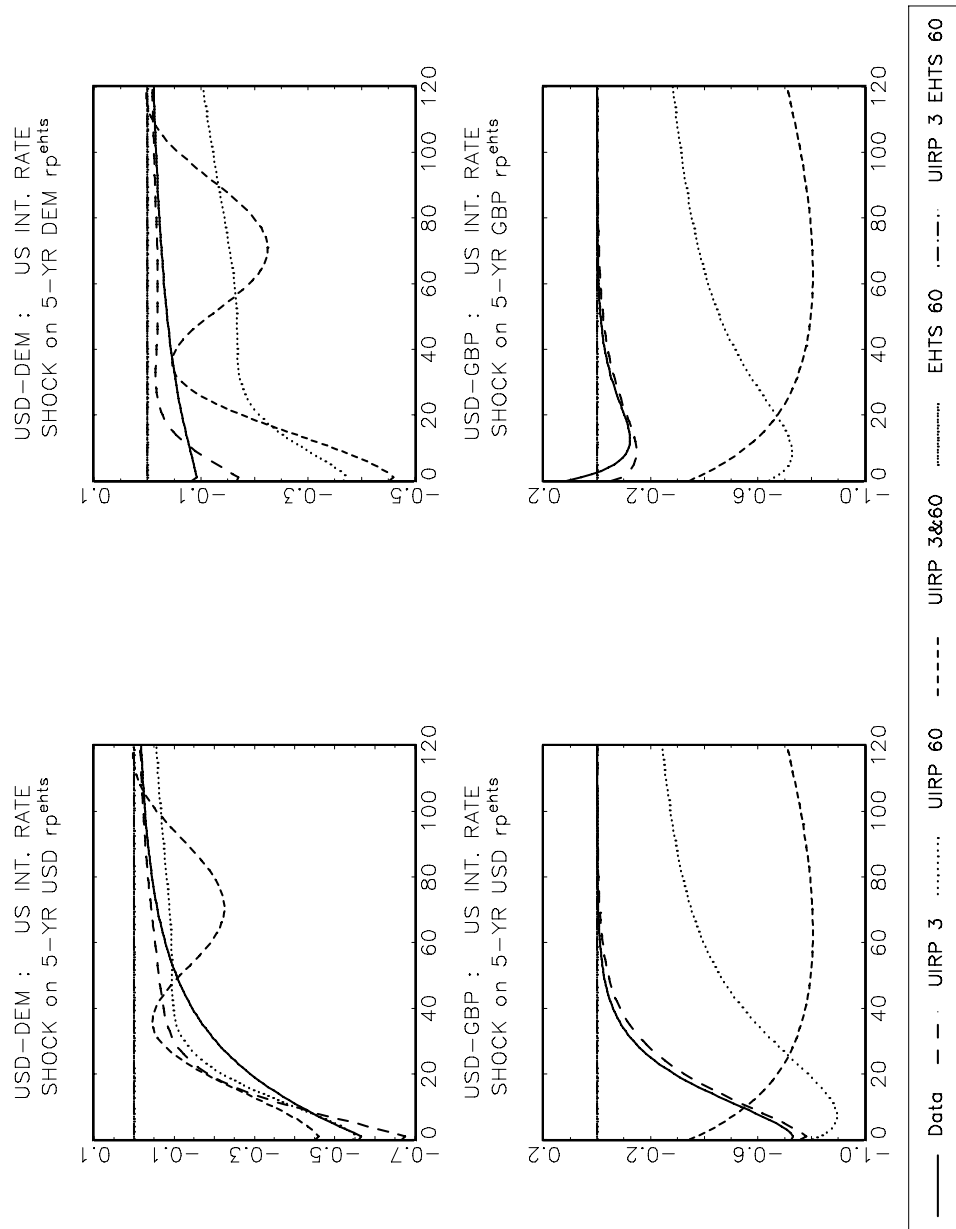 USD-DEM : US INT. RATE
SHOCK on 5-YR USD rp^ehts
0.1
-0.1
-0.3
-0.5
-0.7
0 20 40 60 80 100 120
USD-DEM : US INT. RATE
SHOCK on 5-YR DEM rp^ehts
0.1
-0.1
-0.3
-0.5
0 20 40 60 80 100 120
USD-GBP : US INT. RATE
SHOCK on 5-YR USD rp^ehts
0.2
-0.2
-0.6
-1.0
0 20 40 60 80 100 120
USD-GBP : US INT. RATE
SHOCK on 5-YR GBP rp^ehts
0.2
-0.2
-0.6
-1.0
0 20 40 60 80 100 120
Data UIRP 3 UIRP 60 UIRP 3&60 EHTS 60 UIRP 3 EHTS 60